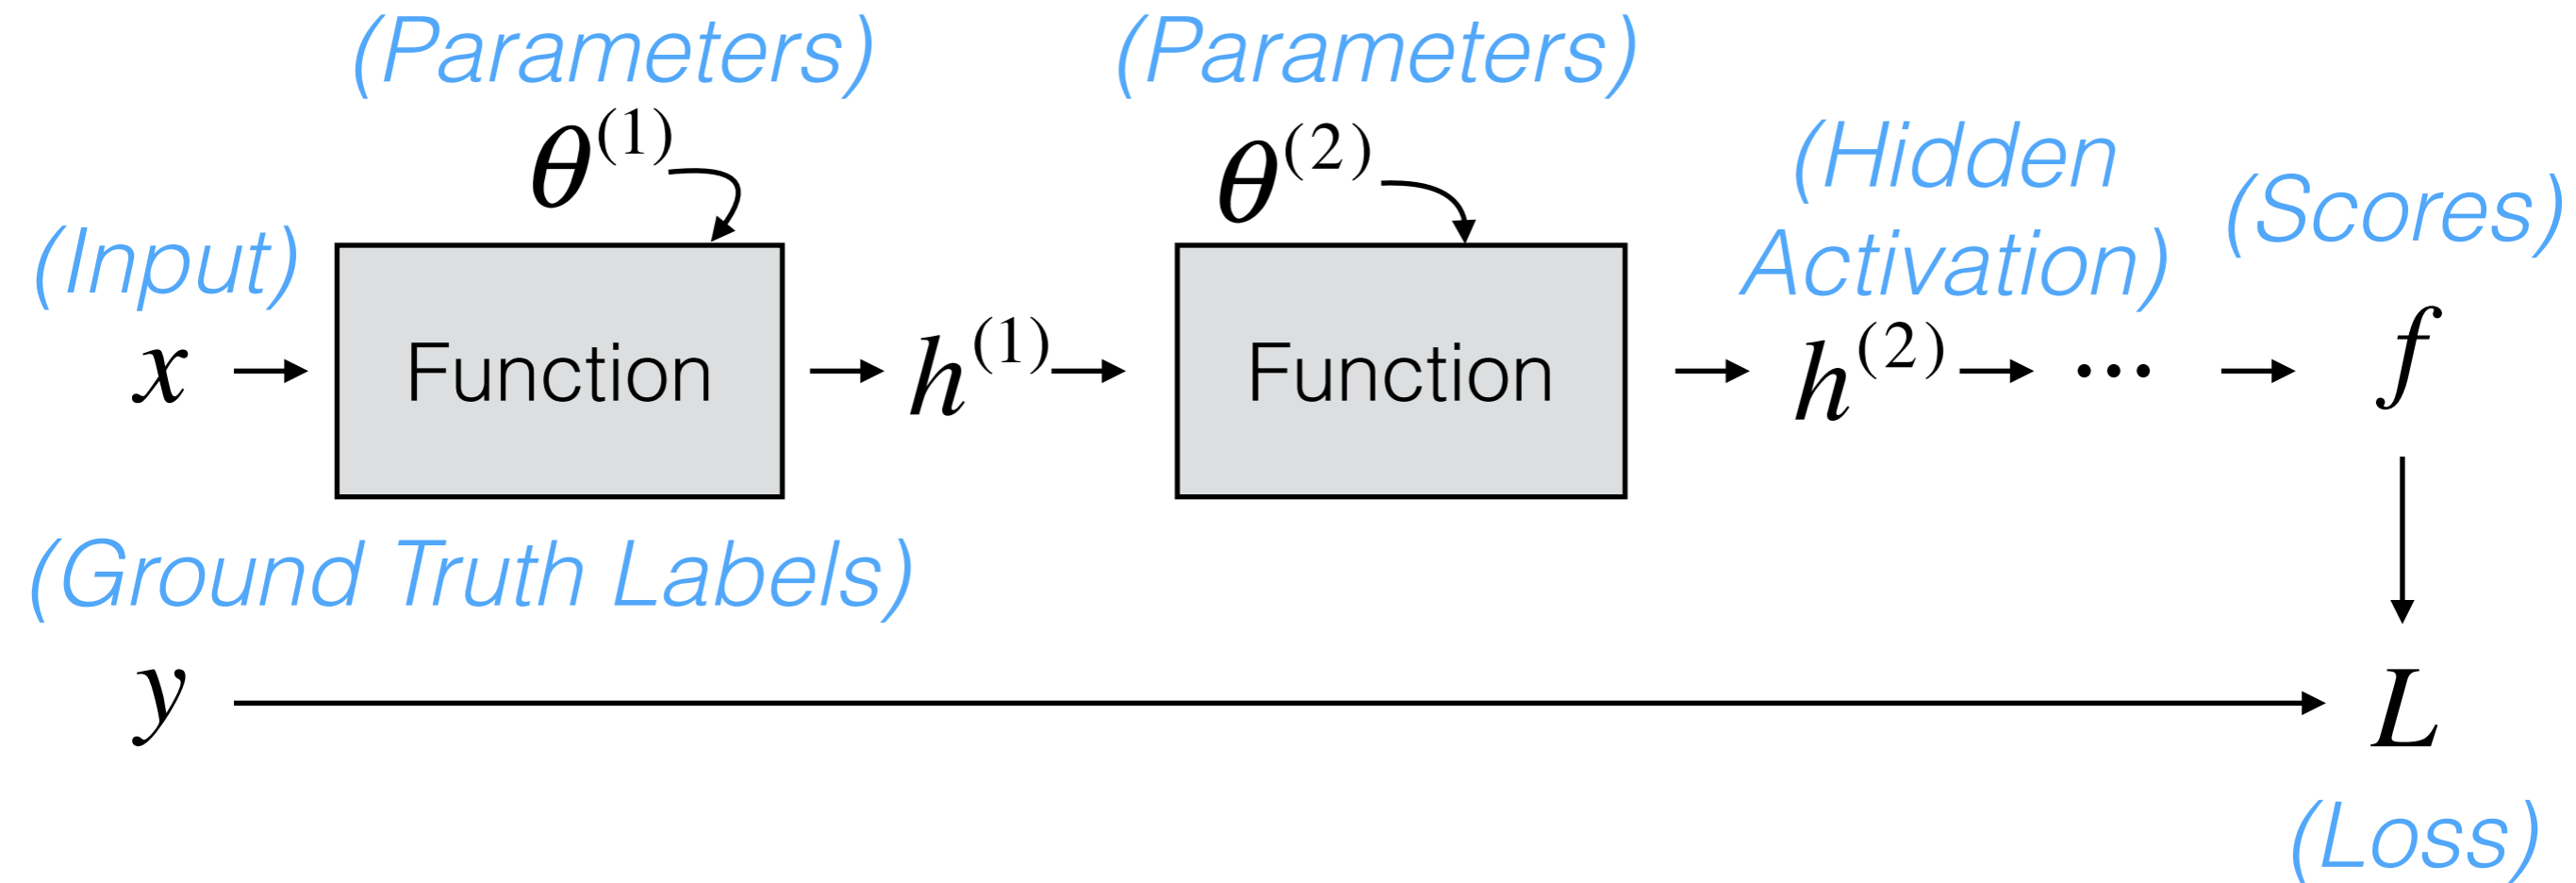 (Parameters) (Parameters)
θ^(1) θ^(2)
(Hidden
Activation)
(Scores)
(Input)
x → Function → h^(1) → Function → h^(2) → ... → f
(Ground Truth Labels)
y → L
(Loss)